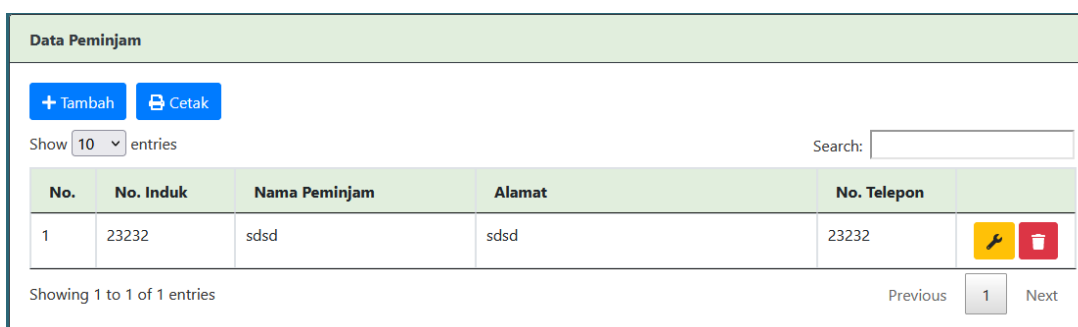 Data Peminjam
Tambah Cetak
Show 10 entries Search:
No. No. Induk Nama Peminjam Alamat No. Telepon
1 23232 sdsd sdsd 23232
Showing 1 to 1 of 1 entries Previous 1 Next